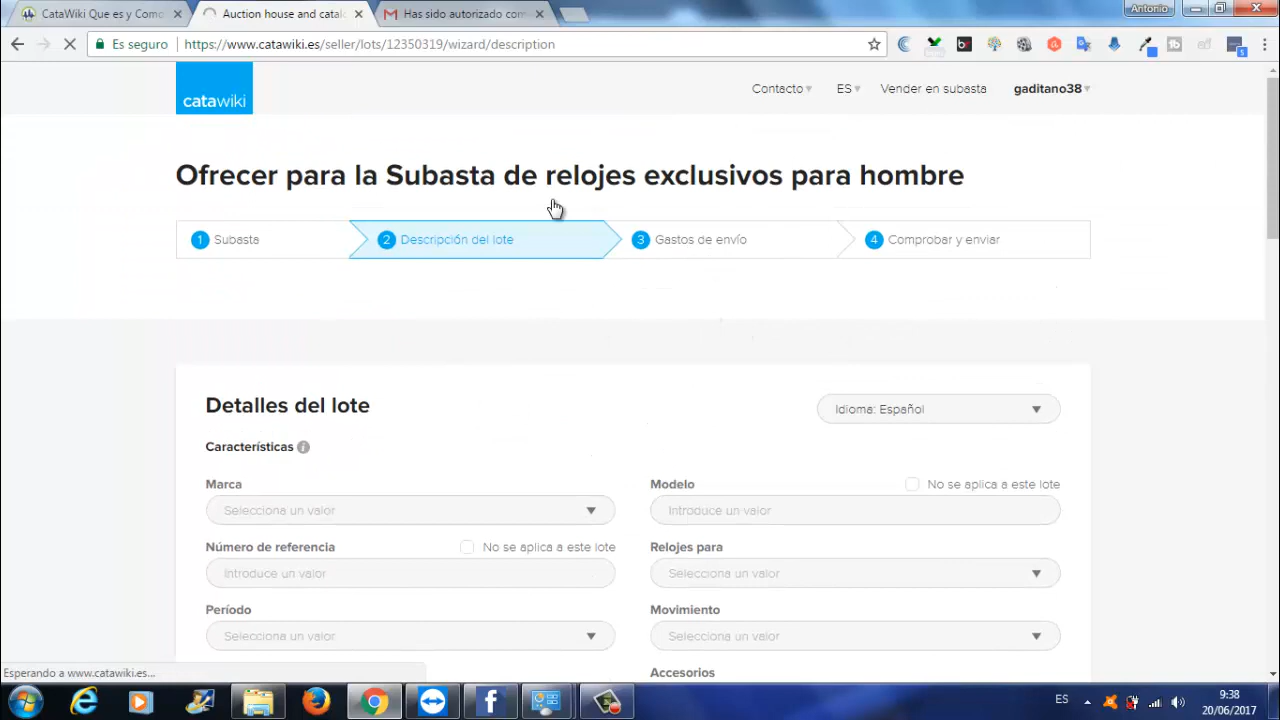 CataWiki Que es y Como
Auction house and catal
Has sido autorizado com
Antonio
Es seguro
https://www.catawiki.es/seller/lots/12350319/wizard/description
catawiki
Contacto
ES
Vender en subasta
gaditano38
Ofrecer para la Subasta de relojes exclusivos para hombre
1 Subasta
2 Descripción del lote
3 Gastos de envío
4 Comprobar y enviar
Detalles del lote
Idioma: Español
Características i
Marca
Modelo
No se aplica a este lote
Selecciona un valor
Introduce un valor
Número de referencia
No se aplica a este lote
Relojes para
Introduce un valor
Selecciona un valor
Período
Movimiento
Selecciona un valor
Selecciona un valor
Accesorios
Esperando a www.catawiki.es...
ES
9:38
20/06/2017